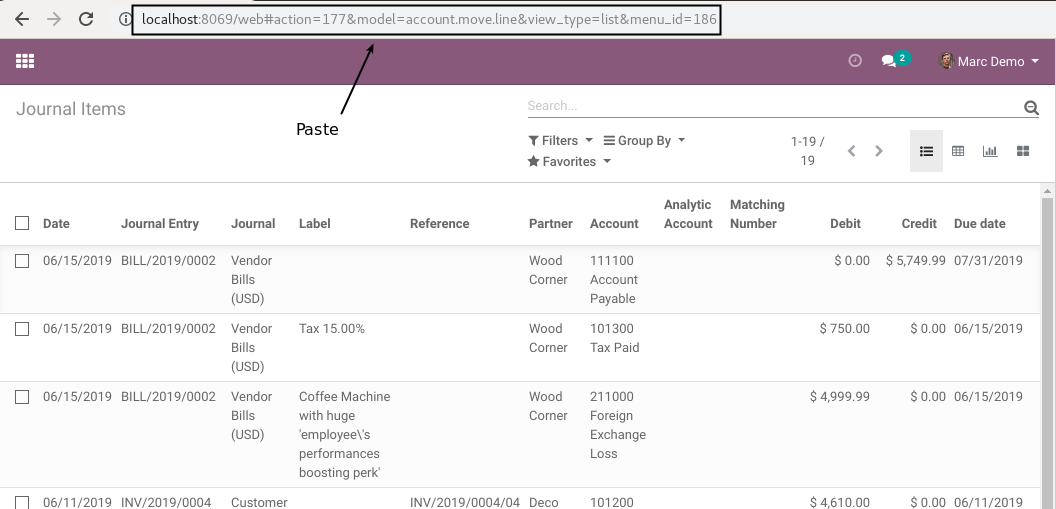 localhost:8069/web#action=177&model=account.move.line&view_type=list&menu_id=186
2 Marc Demo
Journal Items
Search...
Paste
Filters Group By
1-19 / 19
Favorites
Date Journal Entry Journal Label Reference Partner Account Analytic Account Matching Number Debit Credit Due date
06/15/2019 BILL/2019/0002 Vendor Bills (USD) Wood Corner 111100 Account Payable $ 0.00 $ 5,749.99 07/31/2019
06/15/2019 BILL/2019/0002 Vendor Bills (USD) Tax 15.00% Wood Corner 101300 Tax Paid $ 750.00 $ 0.00 06/15/2019
06/15/2019 BILL/2019/0002 Vendor Bills (USD) Coffee Machine with huge 'employee\'s performances boosting perk' Wood Corner 211000 Foreign Exchange Loss $ 4,999.99 $ 0.00 06/15/2019
06/11/2019 INV/2019/0004 Customer INV/2019/0004/04 Deco 101200 $ 4,610.00 $ 0.00 06/11/2019